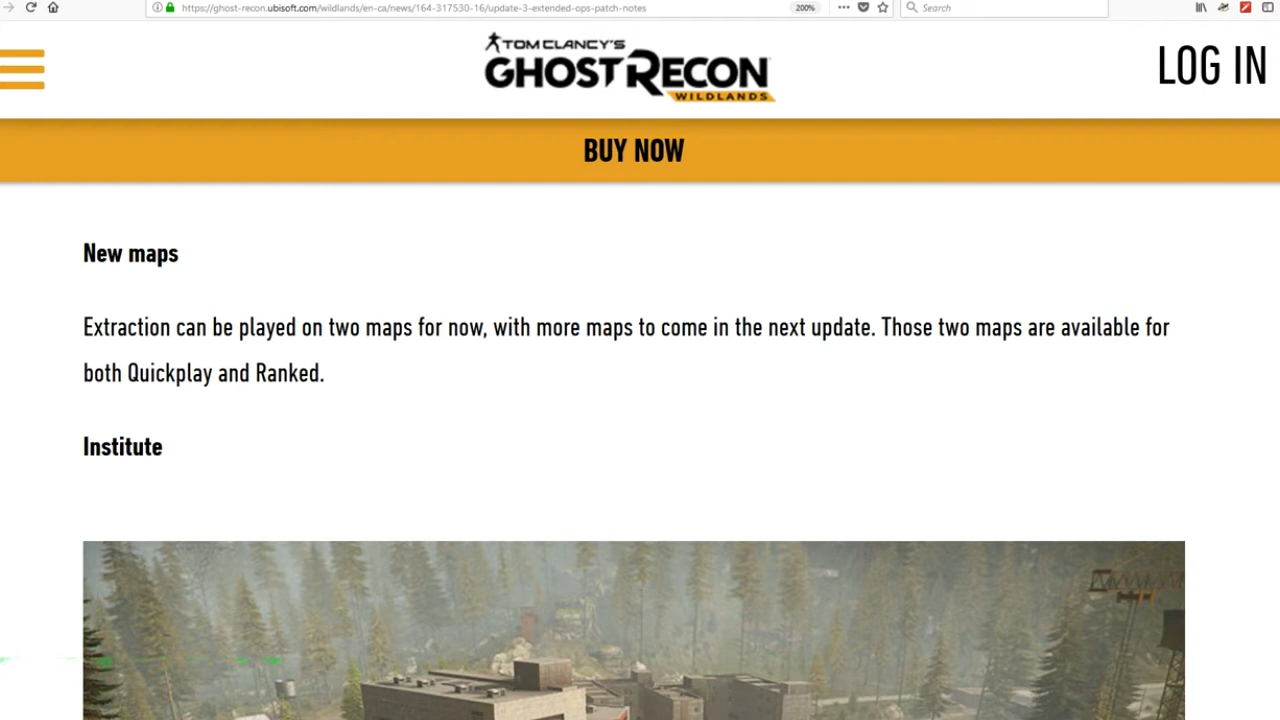 https://ghost-recon.ubisoft.com/wildlands/en-ca/news/164-317530-16/update-3-extended-ops-patch-notes
200%
Search
TOM CLANCY'S
GHOST RECON
WILDLANDS
LOG IN
BUY NOW
New maps
Extraction can be played on two maps for now, with more maps to come in the next update. Those two maps are available for
both Quickplay and Ranked.
Institute